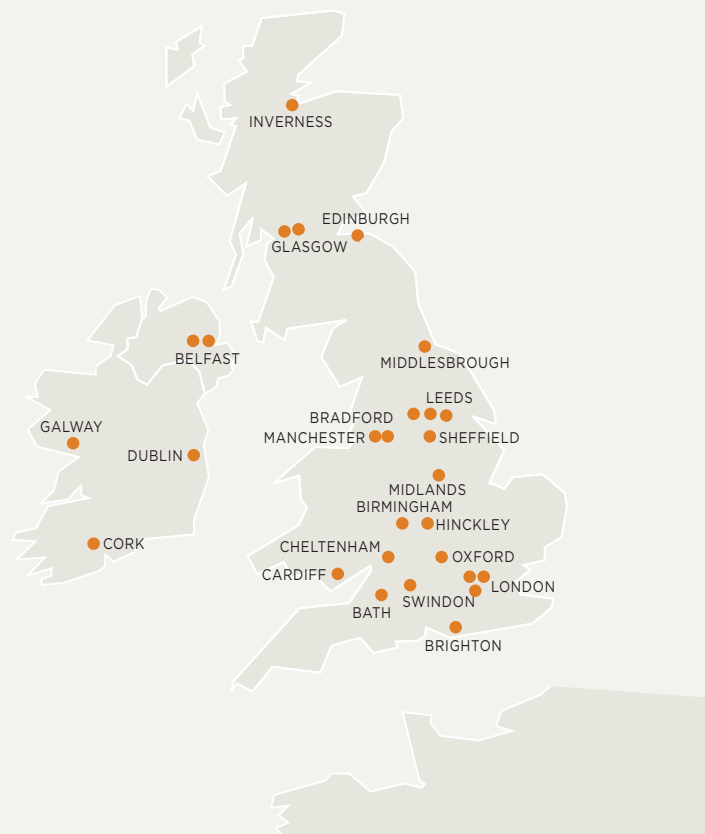 INVERNESS
EDINBURGH
GLASGOW
BELFAST
MIDDLESBROUGH
LEEDS
BRADFORD
GALWAY
MANCHESTER
SHEFFIELD
DUBLIN
MIDLANDS
BIRMINGHAM
HINCKLEY
CORK
CHELTENHAM
OXFORD
CARDIFF
LONDON
SWINDON
BATH
BRIGHTON